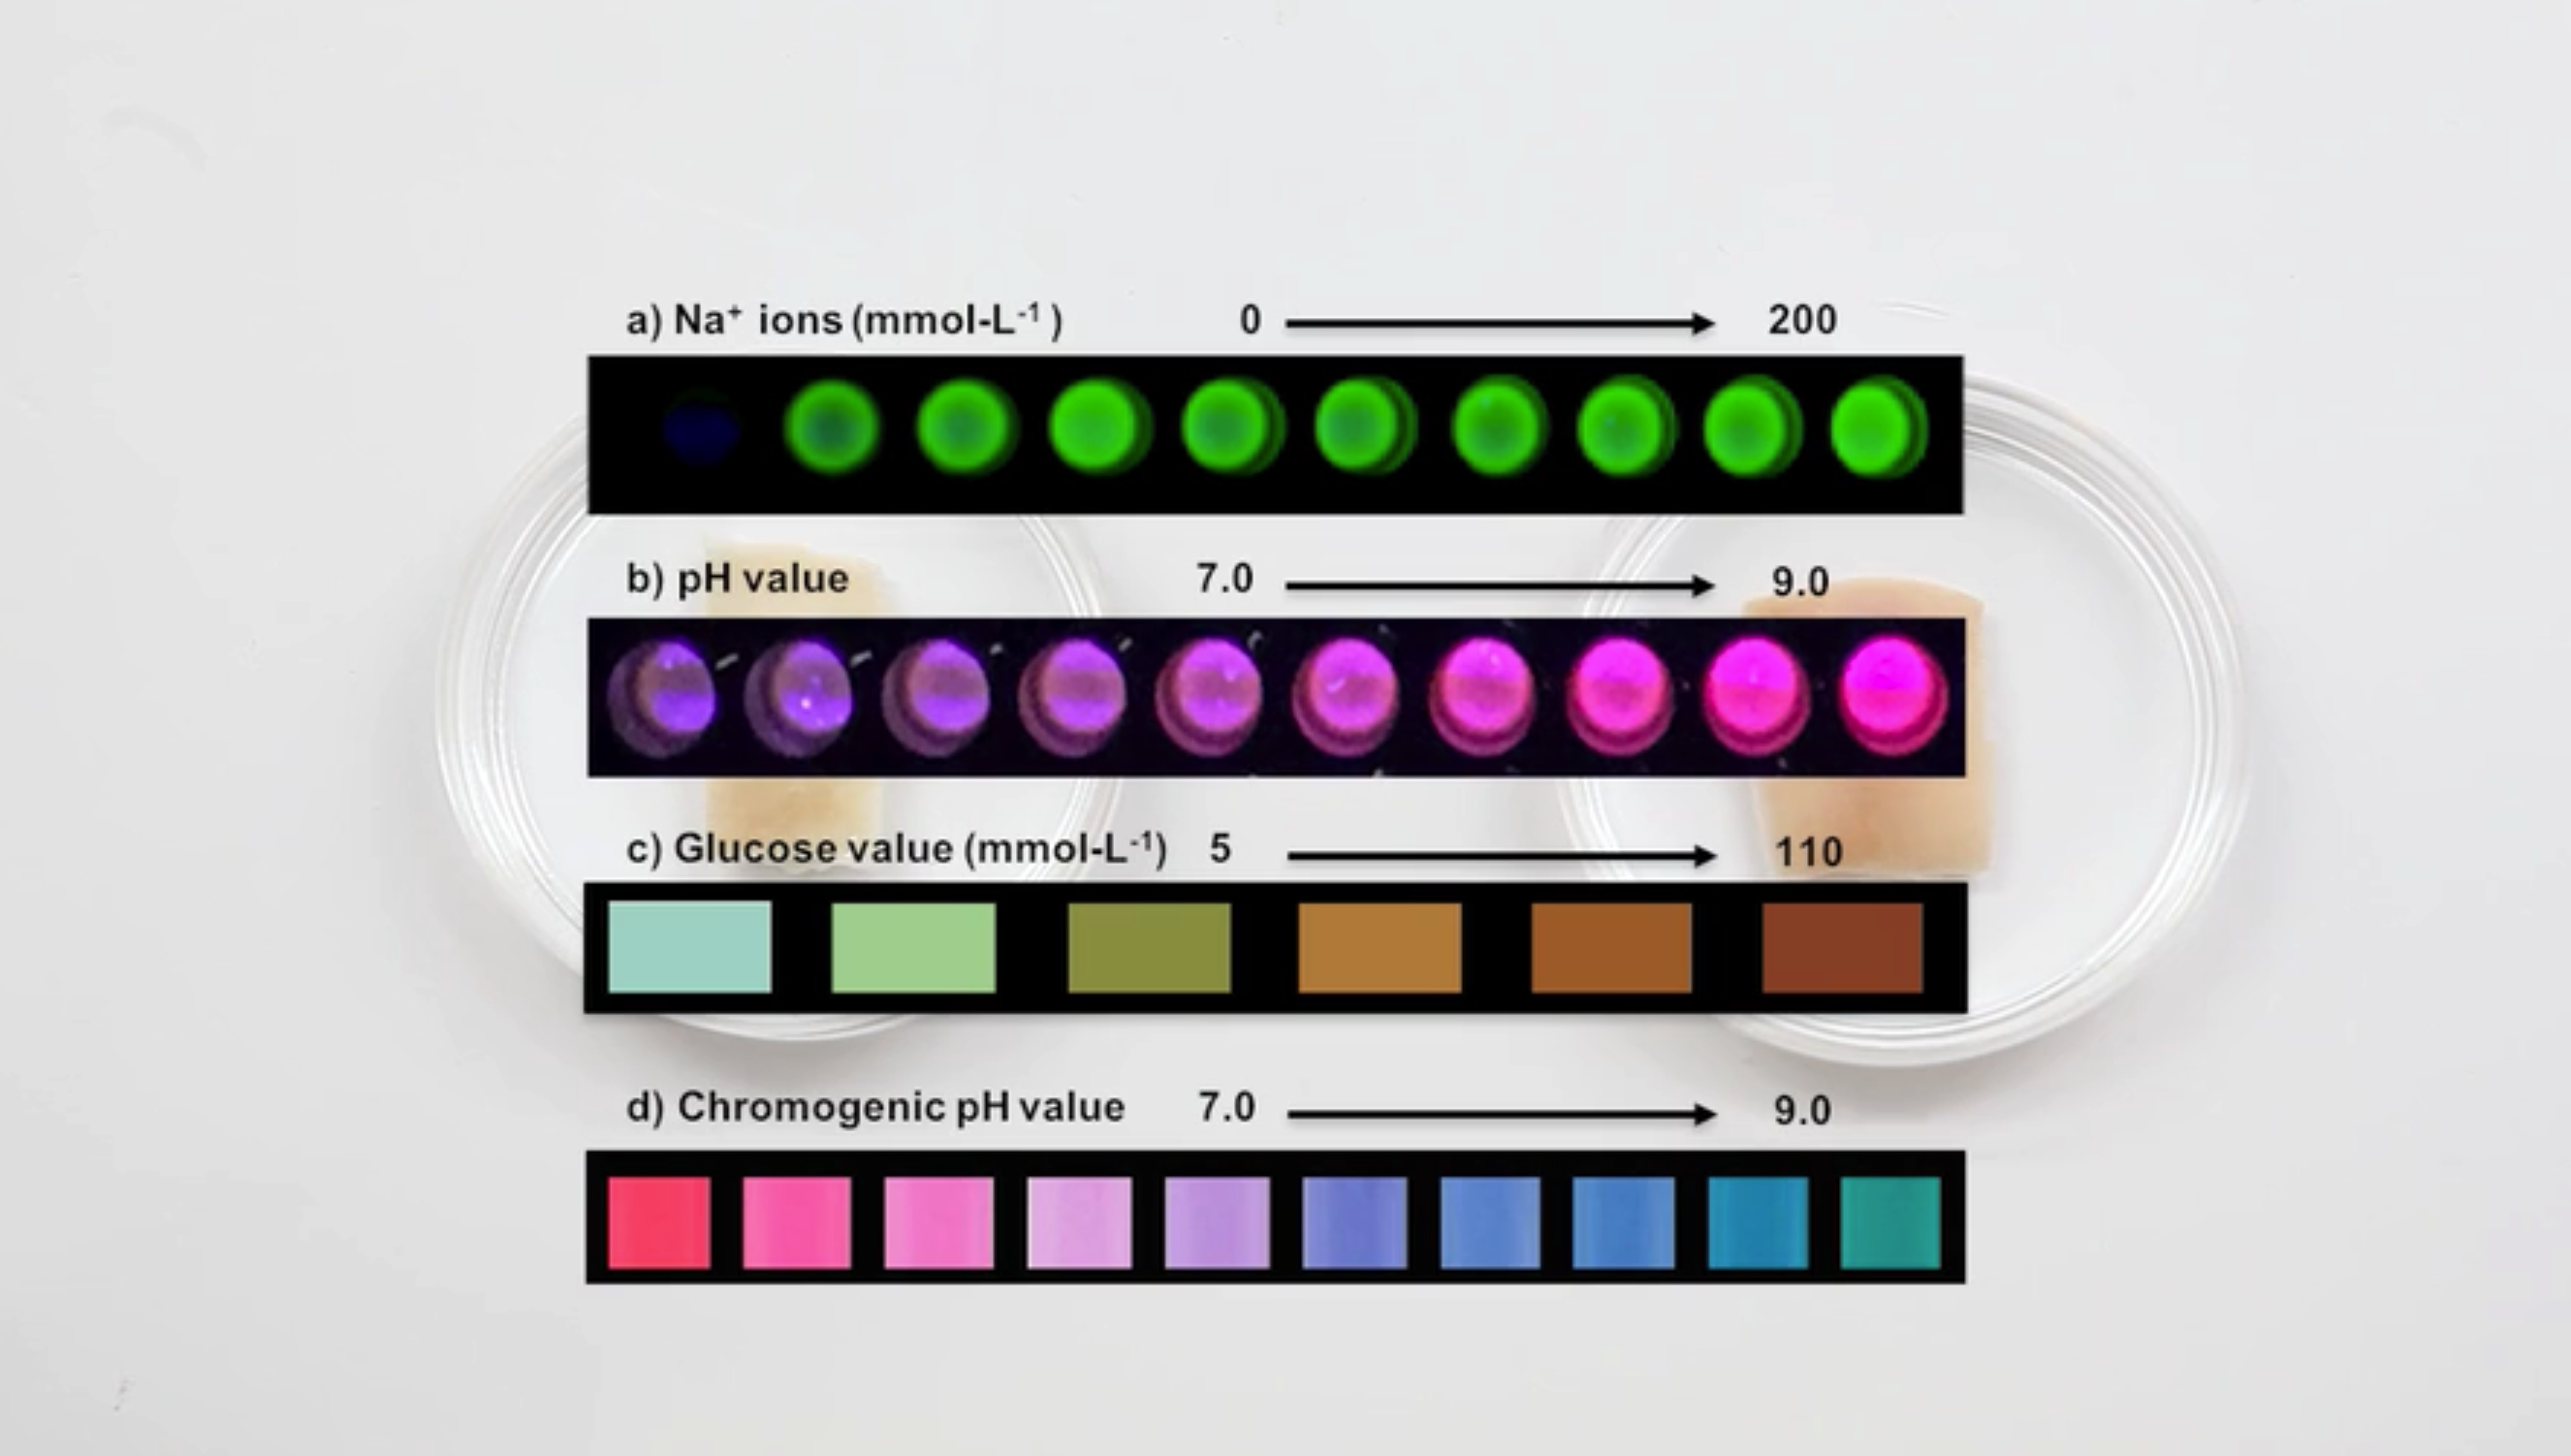 a) Na⁺ ions (mmol-L⁻¹ ) 0 200
b) pH value 7.0 9.0
c) Glucose value (mmol-L⁻¹) 5 110
d) Chromogenic pH value 7.0 9.0